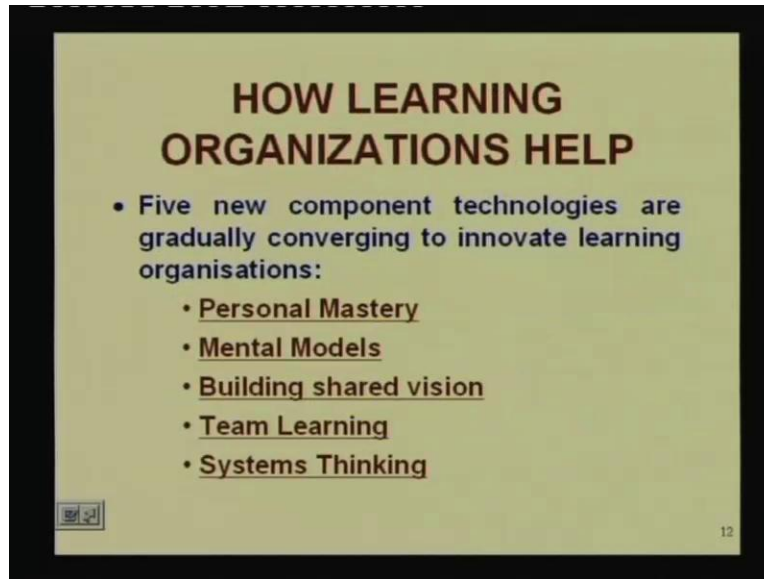 HOW LEARNING
ORGANIZATIONS HELP
• Five new component technologies are
gradually converging to innovate learning
organisations:
• Personal Mastery
• Mental Models
• Building shared vision
• Team Learning
• Systems Thinking
12